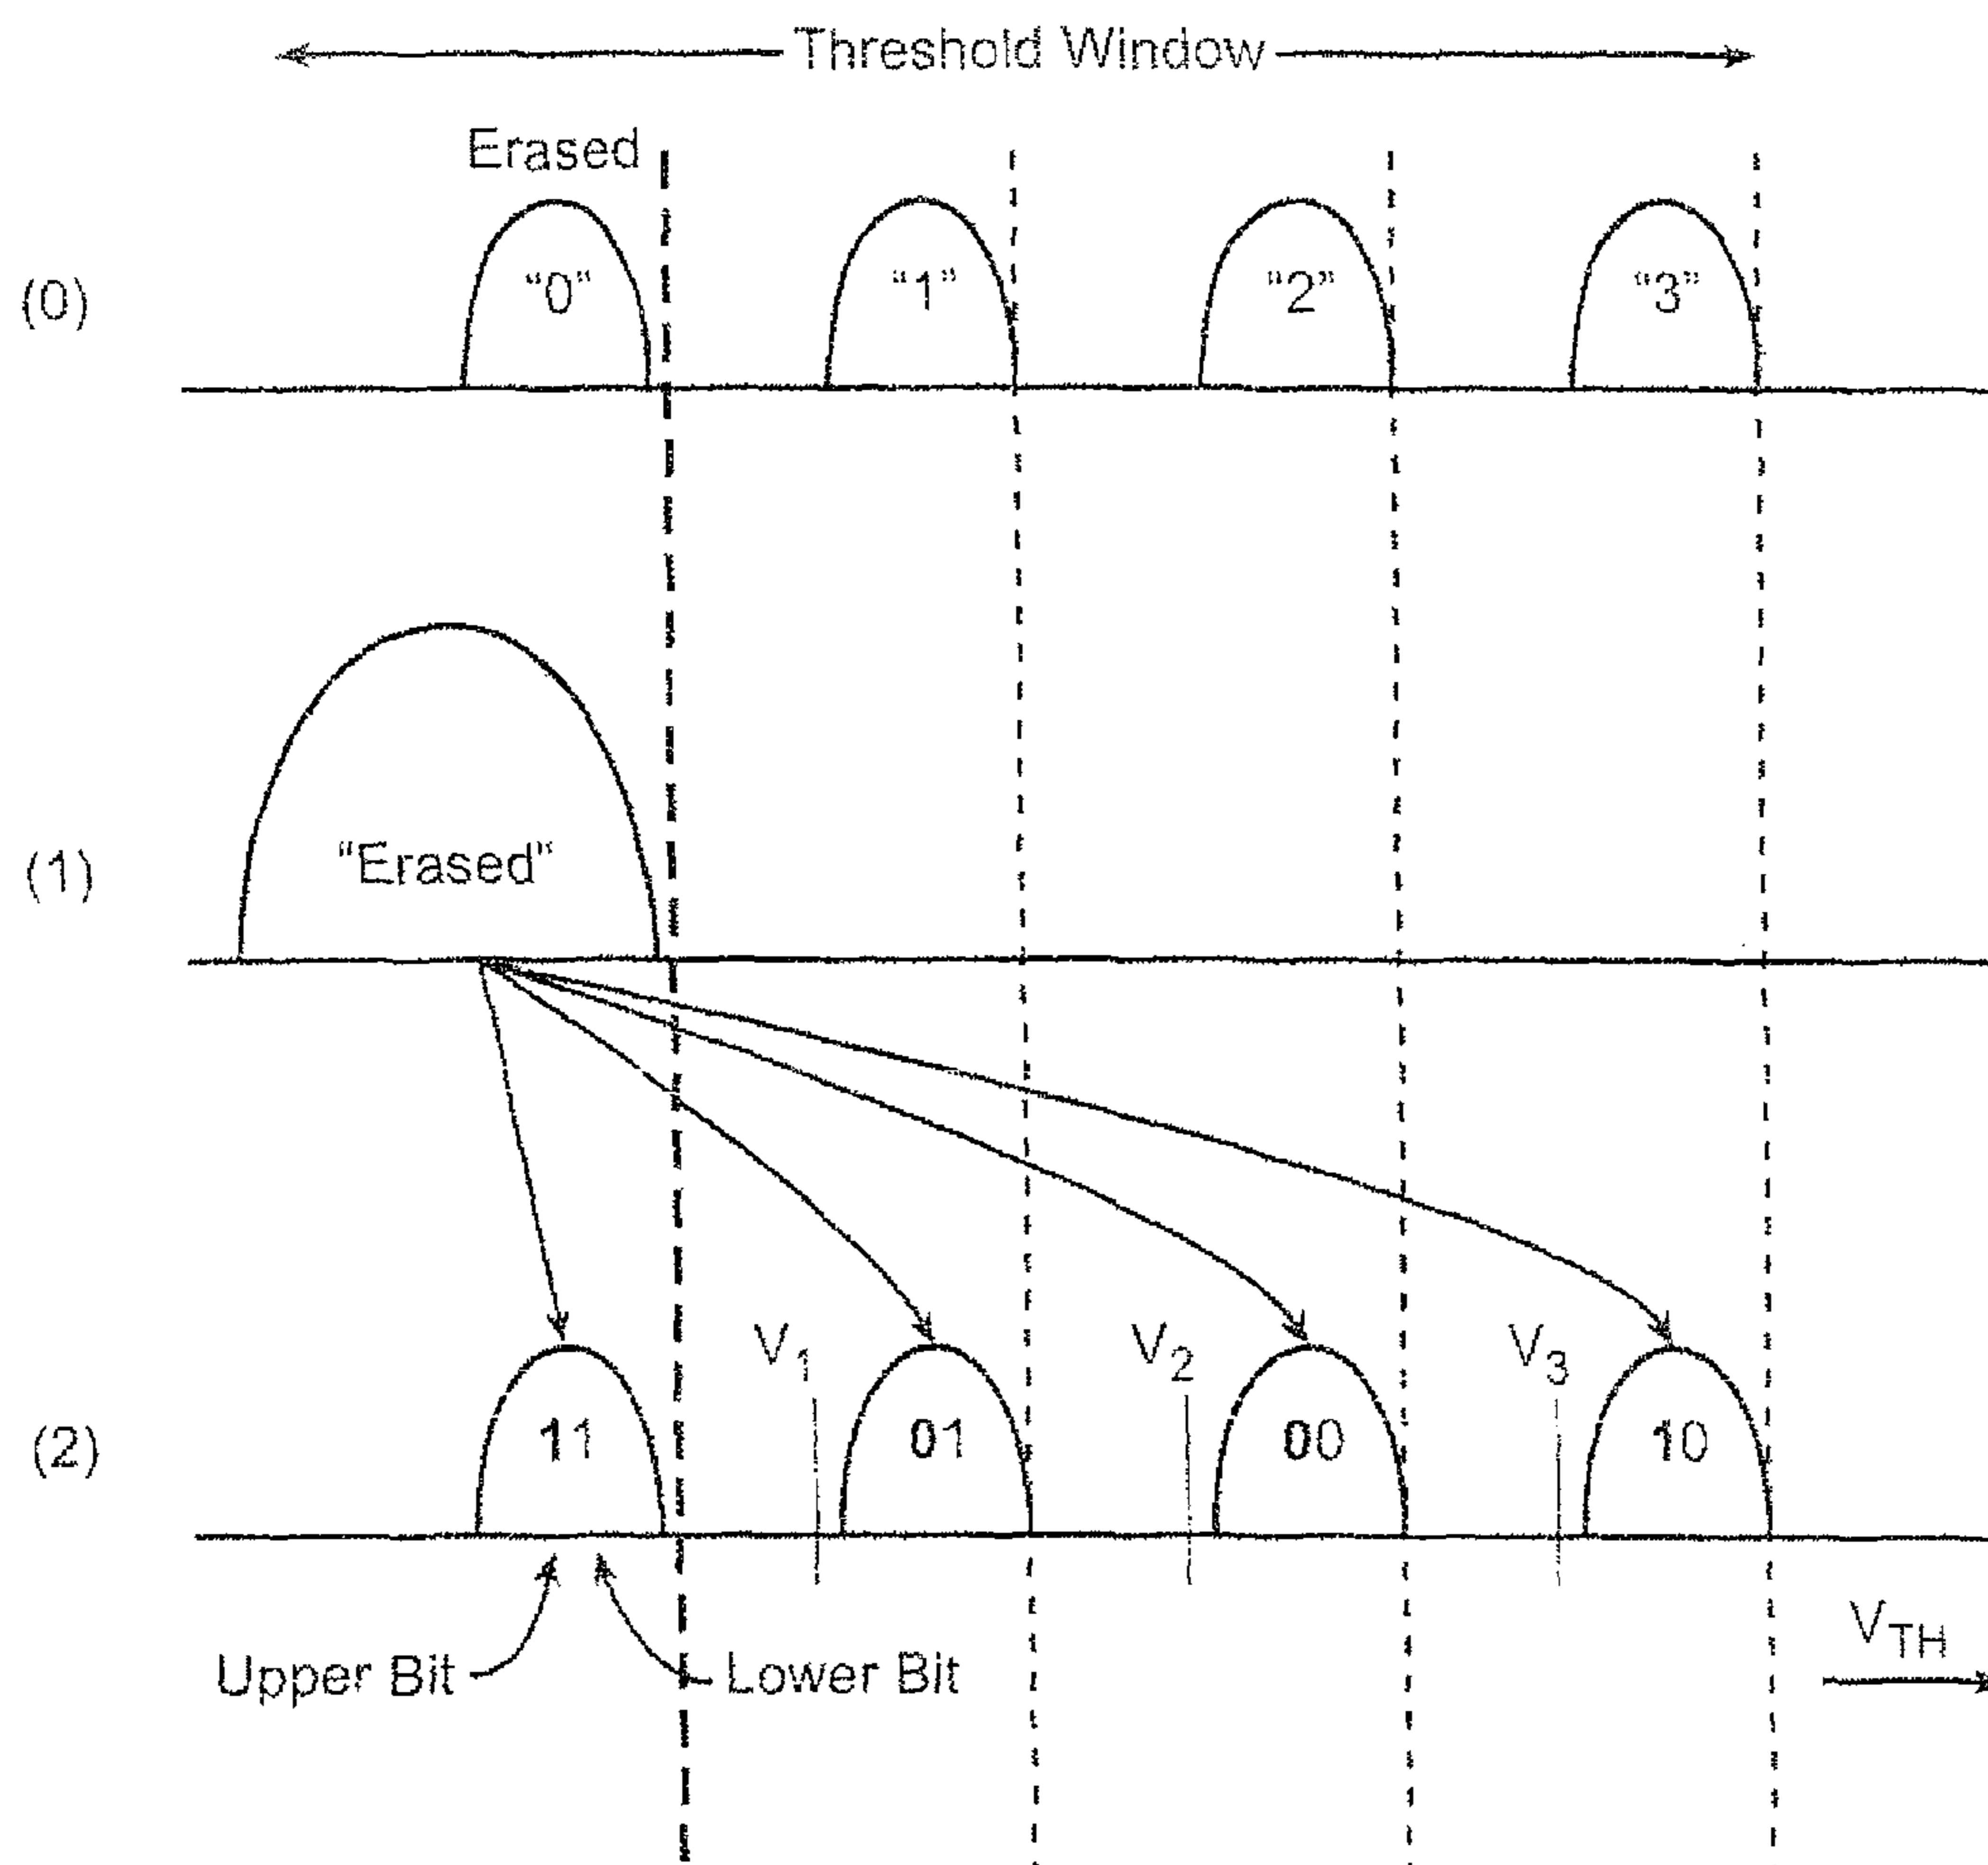 Threshold Window
Erased
(0)
“0” “1” “2” “3”
(1)
“Erased”
V1 V2 V3
(2)
11 01 00 10
Upper Bit Lower Bit
VTH